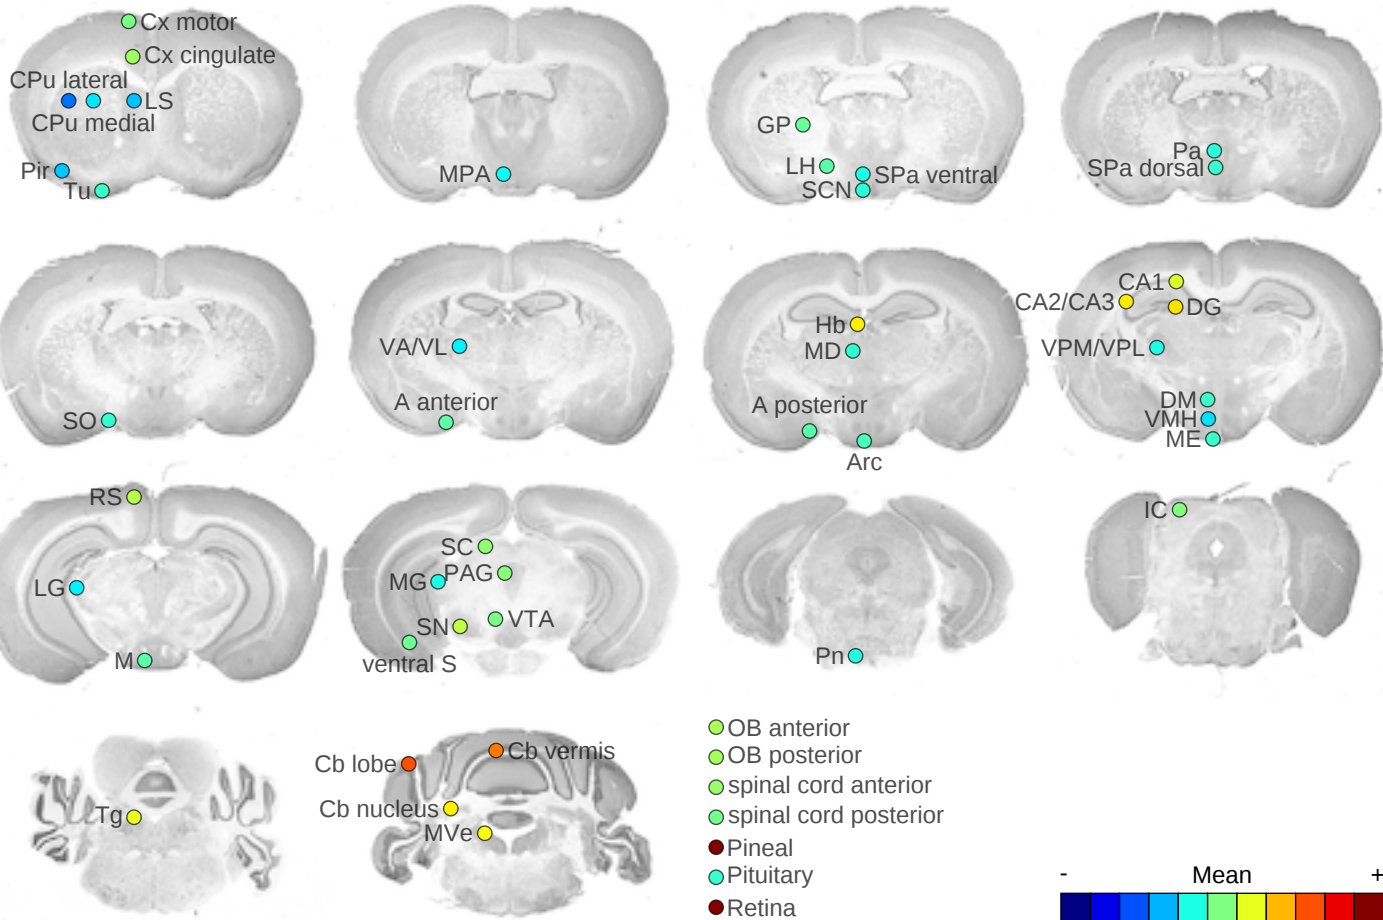 Cx motor
Cx cingulate
CPu lateral
LS
CPu medial
Pir
Tu
MPA
GP
LH
SPa ventral
SCN
Pa
SPa dorsal
SO
VA/VL
A anterior
Hb
MD
A posterior
Arc
CA1
CA2/CA3
DG
VPM/VPL
DM
VMH
ME
RS
LG
M
SC
MG
PAG
SN
VTA
ventral S
Pn
IC
Tg
Cb lobe
Cb vermis
Cb nucleus
MVe
OB anterior
OB posterior
spinal cord anterior
spinal cord posterior
Pineal
Pituitary
Retina
- Mean +